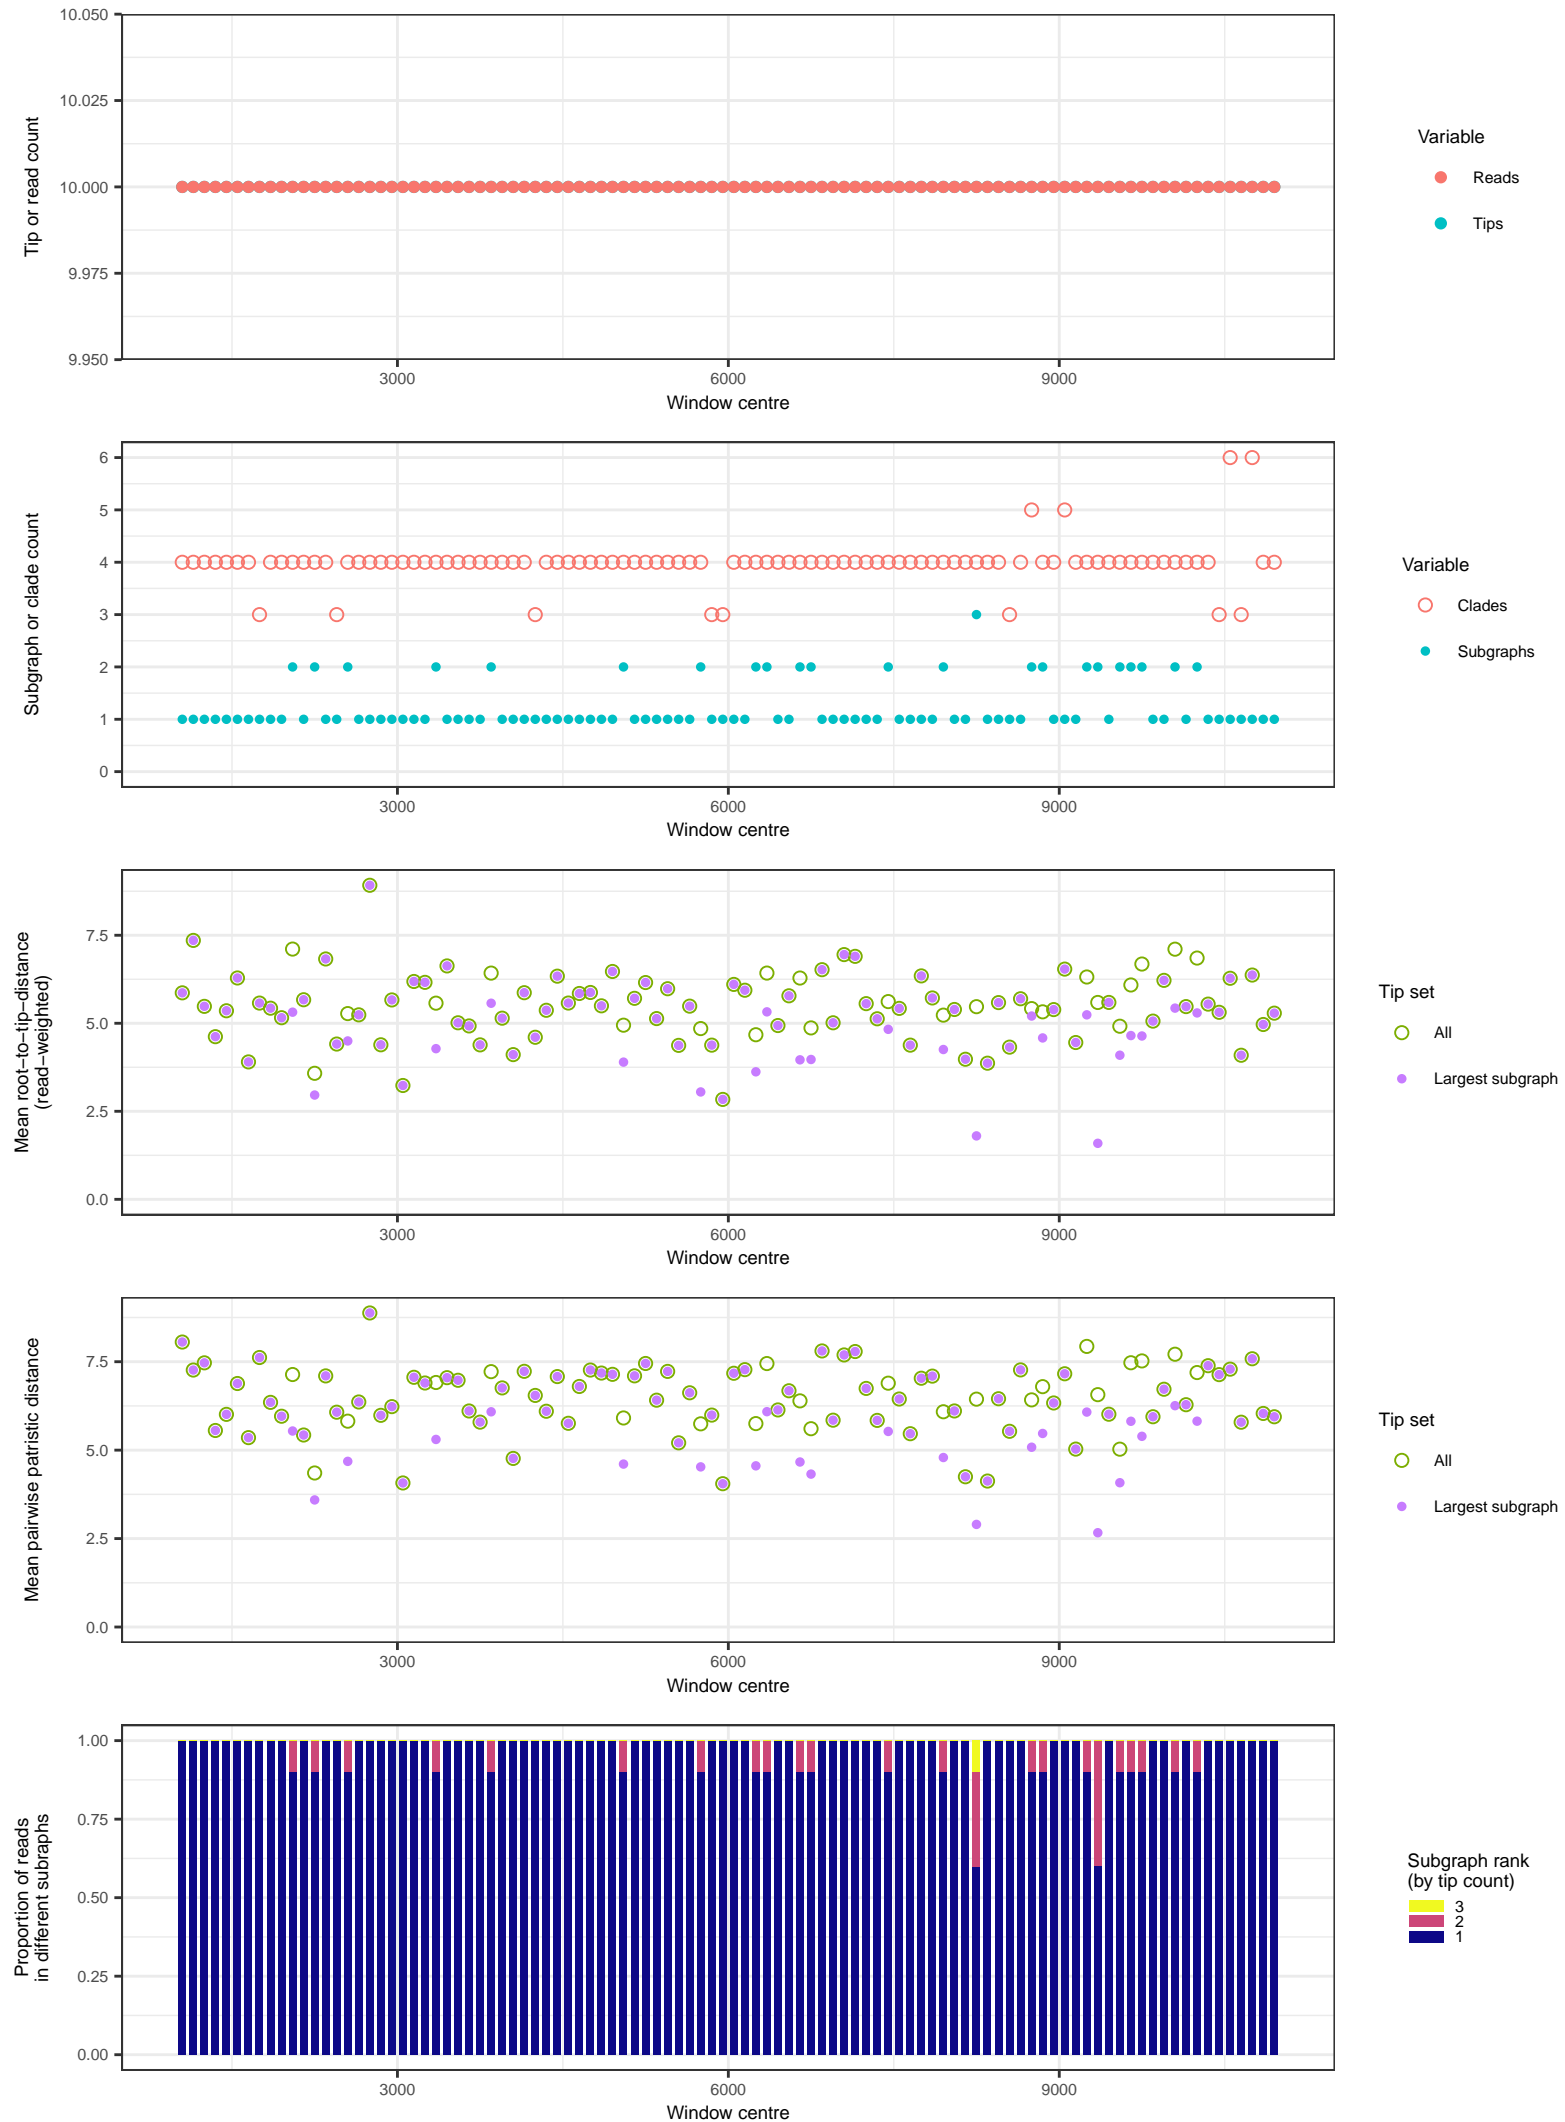 Tip or read count
10.050
10.025
10.000
9.975
9.950
3000 6000 9000
Window centre
Variable
Reads
Tips
Subgraph or clade count
6
5
4
3
2
1
0
3000 6000 9000
Window centre
Variable
Clades
Subgraphs
Mean root−to−tip−distance
(read−weighted)
7.5
5.0
2.5
0.0
3000 6000 9000
Window centre
Tip set
All
Largest subgraph
Mean pairwise patristic distance
7.5
5.0
2.5
0.0
3000 6000 9000
Window centre
Tip set
All
Largest subgraph
Proportion of reads
in different subraphs
1.00
0.75
0.50
0.25
0.00
3000 6000 9000
Window centre
Subgraph rank
(by tip count)
3
2
1